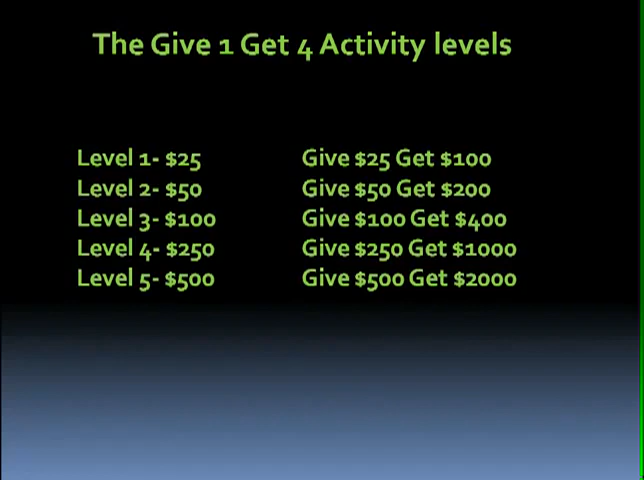 The Give 1 Get 4 Activity levels
Level 1- $25 Give $25 Get $100
Level 2- $50 Give $50 Get $200
Level 3- $100 Give $100 Get $400
Level 4- $250 Give $250 Get $1000
Level 5- $500 Give $500 Get $2000